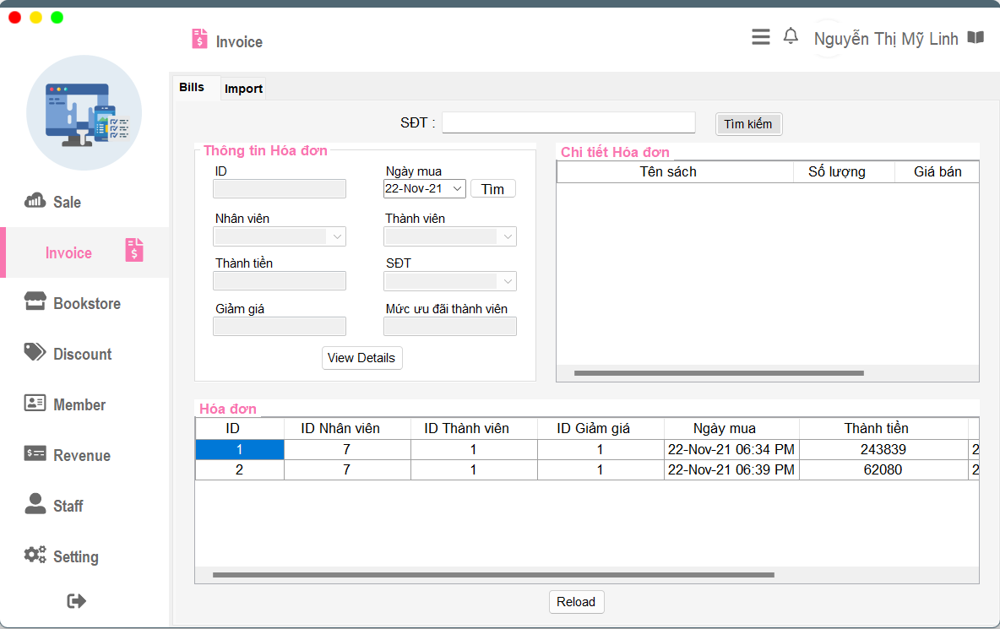 Invoice
Nguyễn Thị Mỹ Linh
Sale
Invoice
Bookstore
Discount
Member
Revenue
Staff
Setting
Bills Import
SĐT : Tìm kiếm
Thông tin Hóa đơn
ID Ngày mua
22-Nov-21 Tìm
Nhân viên Thành viên
Thành tiền SĐT
Giảm giá Mức ưu đãi thành viên
View Details
Chi tiết Hóa đơn
Tên sách Số lượng Giá bán
Hóa đơn
ID ID Nhân viên ID Thành viên ID Giảm giá Ngày mua Thành tiền
1 7 1 1 22-Nov-21 06:34 PM 243839 2
2 7 1 1 22-Nov-21 06:39 PM 62080 2
Reload